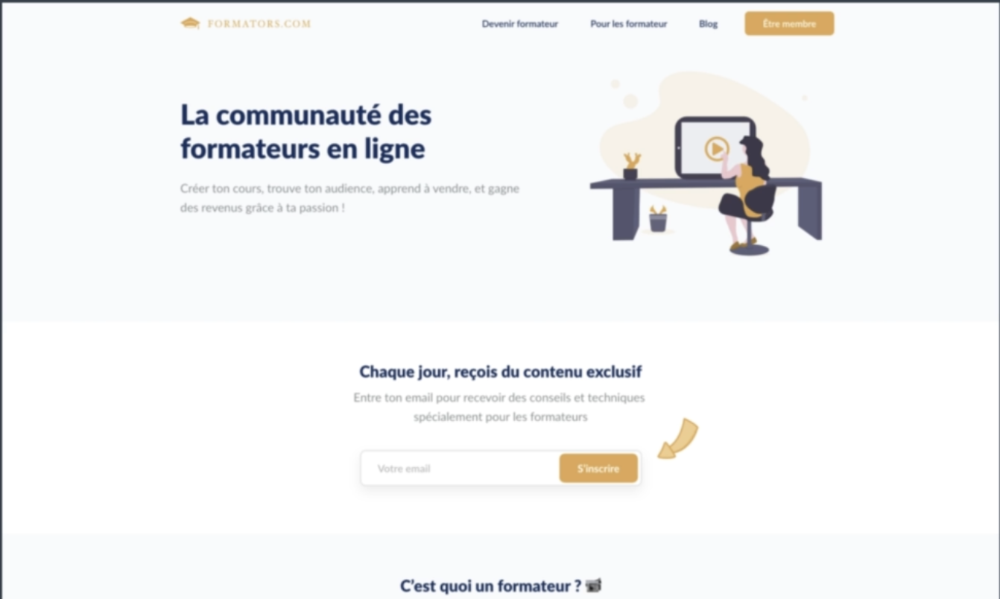 FORMATORS.COM
Devenir formateur
Pour les formateur
Blog
Être membre
La communauté des
formateurs en ligne
Créer ton cours, trouve ton audience, apprend à vendre, et gagne
des revenus grâce à ta passion !
Chaque jour, reçois du contenu exclusif
Entre ton email pour recevoir des conseils et techniques
spécialement pour les formateurs
Votre email
S'inscrire
C'est quoi un formateur ? 📹